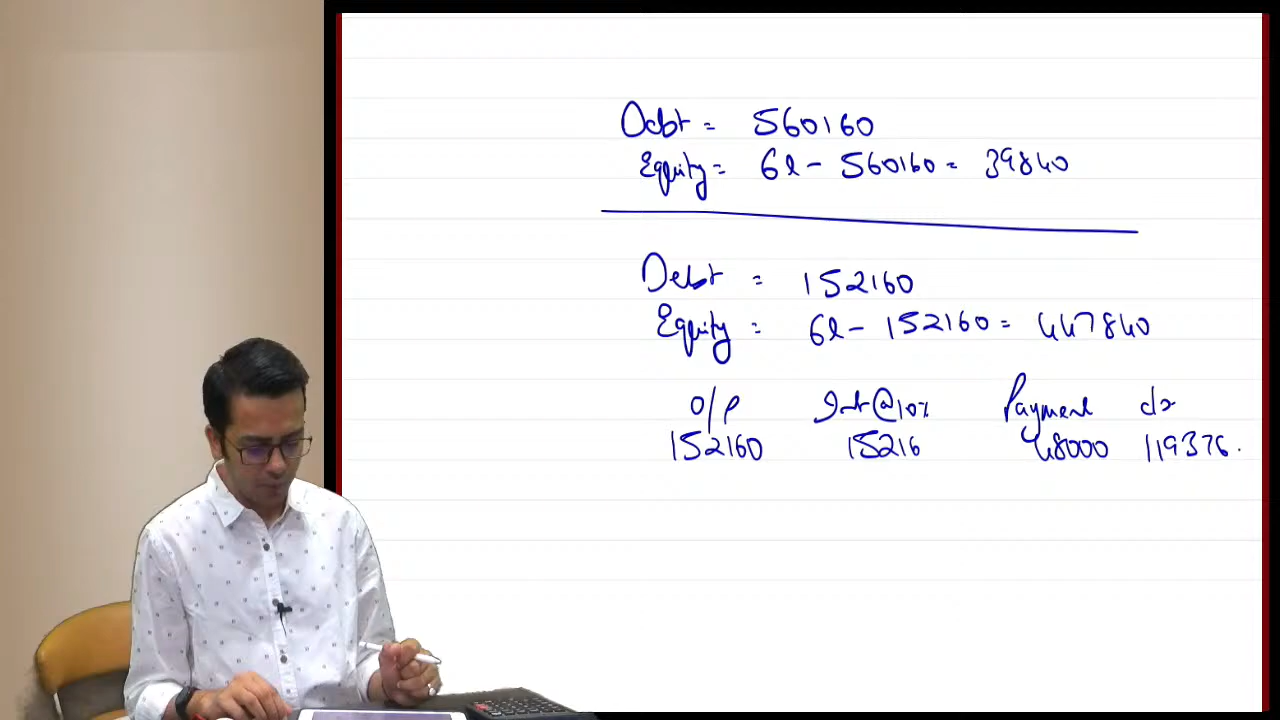 Debt = 560160
Equity = 6l - 560160 = 39840
Debt = 152160
Equity = 6l - 152160 = 447840
O/P Int@10% Payment clx
152160 15216 48000 119376.